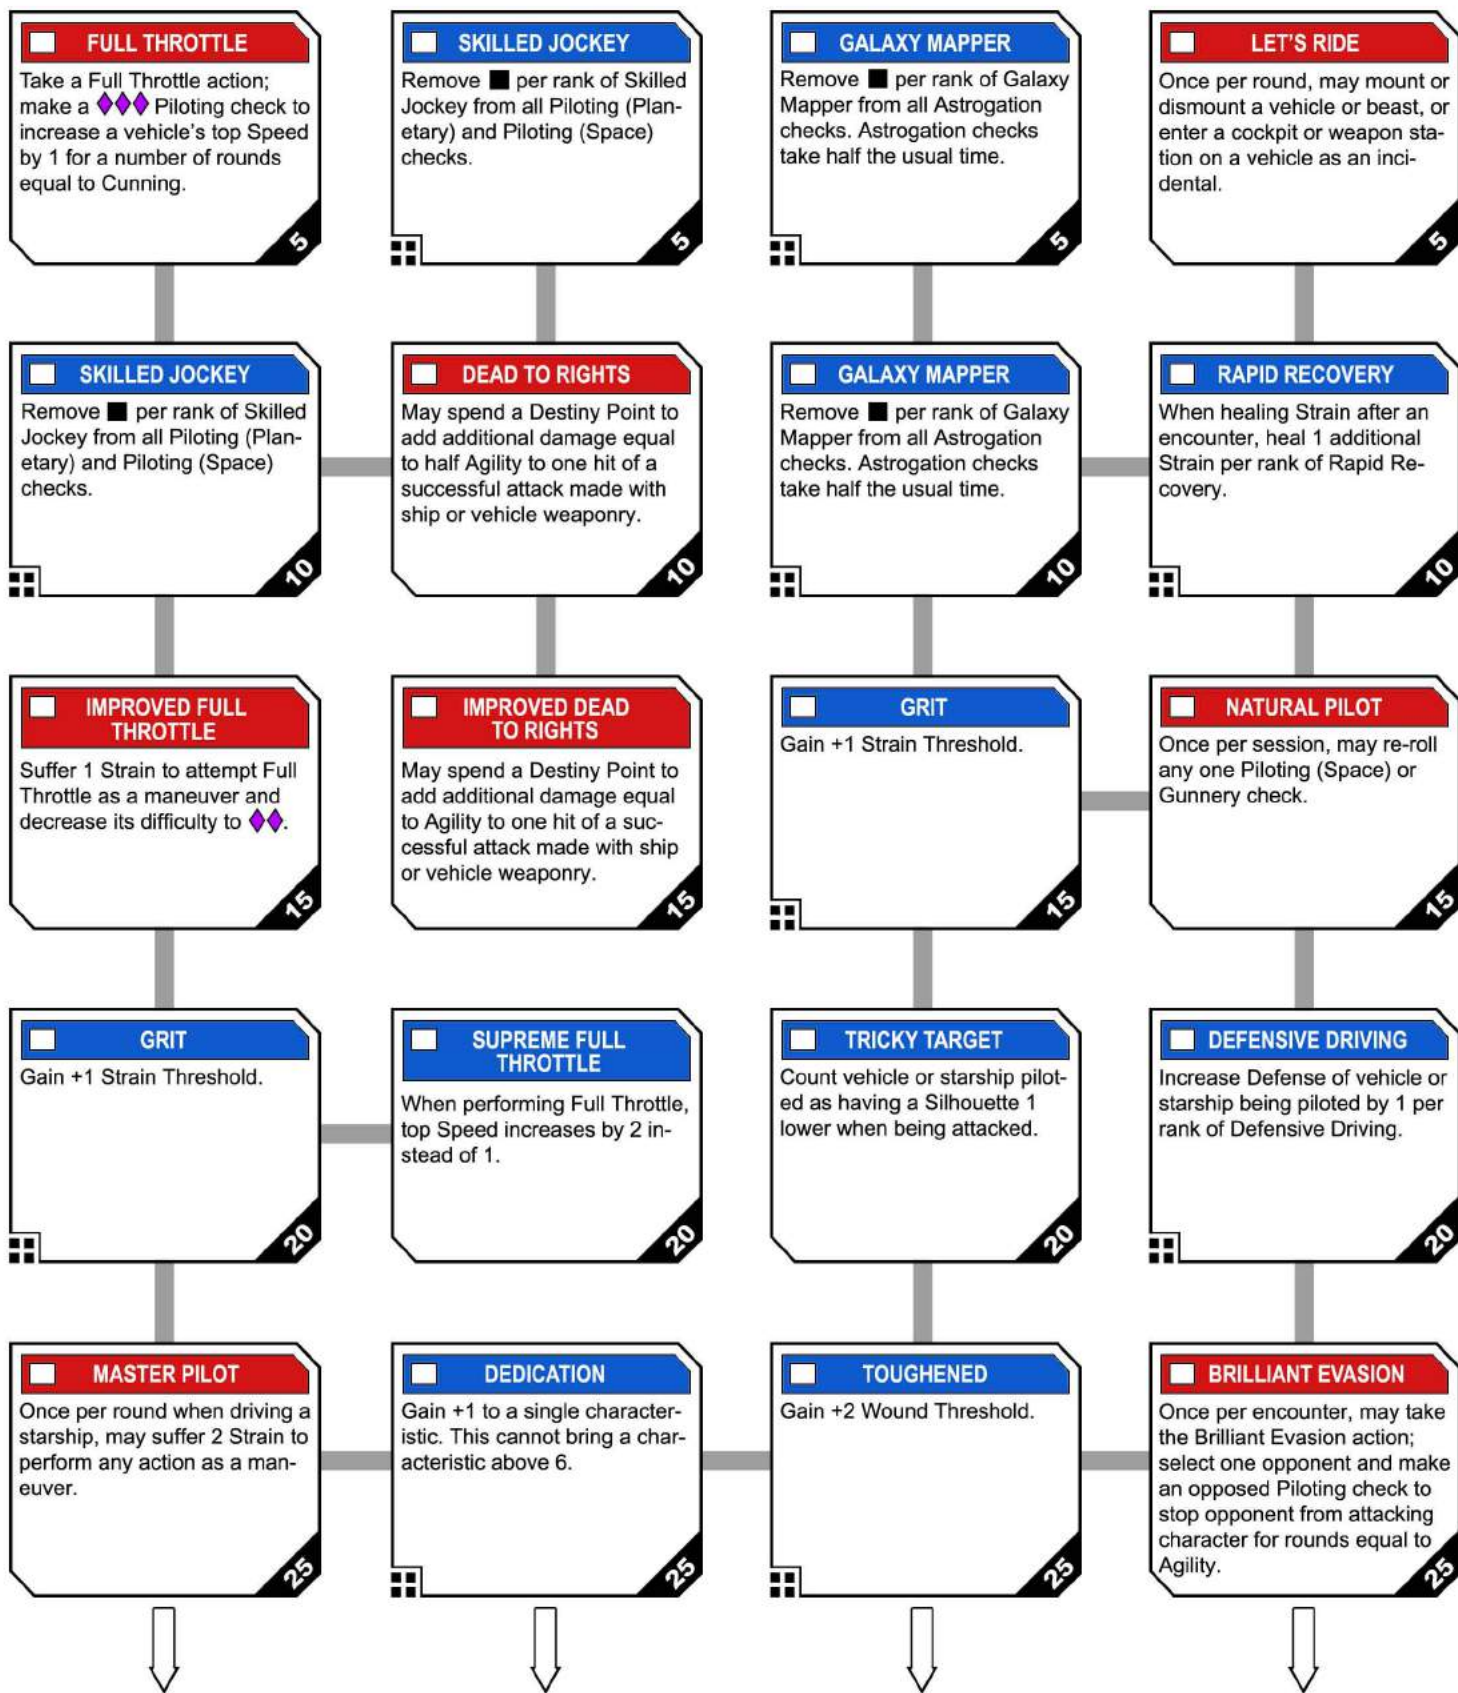 FULL THROTTLE
Take a Full Throttle action;
make a ♦♦♦ Piloting check to
increase a vehicle's top Speed
by 1 for a number of rounds
equal to Cunning.
5
SKILLED JOCKEY
Remove ■ per rank of Skilled
Jockey from all Piloting (Plan-
etary) and Piloting (Space)
checks.
5
GALAXY MAPPER
Remove ■ per rank of Galaxy
Mapper from all Astrogation
checks. Astrogation checks
take half the usual time.
5
LET'S RIDE
Once per round, may mount or
dismount a vehicle or beast, or
enter a cockpit or weapon sta-
tion on a vehicle as an inci-
dental.
5
SKILLED JOCKEY
Remove ■ per rank of Skilled
Jockey from all Piloting (Plan-
etary) and Piloting (Space)
checks.
10
DEAD TO RIGHTS
May spend a Destiny Point to
add additional damage equal
to half Agility to one hit of a
successful attack made with
ship or vehicle weaponry.
10
GALAXY MAPPER
Remove ■ per rank of Galaxy
Mapper from all Astrogation
checks. Astrogation checks
take half the usual time.
10
RAPID RECOVERY
When healing Strain after an
encounter, heal 1 additional
Strain per rank of Rapid Re-
covery.
10
IMPROVED FULL
THROTTLE
Suffer 1 Strain to attempt Full
Throttle as a maneuver and
decrease its difficulty to ♦♦.
15
IMPROVED DEAD
TO RIGHTS
May spend a Destiny Point to
add additional damage equal
to Agility to one hit of a suc-
cessful attack made with ship
or vehicle weaponry.
15
GRIT
Gain +1 Strain Threshold.
15
NATURAL PILOT
Once per session, may re-roll
any one Piloting (Space) or
Gunnery check.
15
GRIT
Gain +1 Strain Threshold.
20
SUPREME FULL
THROTTLE
When performing Full Throttle,
top Speed increases by 2 in-
stead of 1.
20
TRICKY TARGET
Count vehicle or starship pilot-
ed as having a Silhouette 1
lower when being attacked.
20
DEFENSIVE DRIVING
Increase Defense of vehicle or
starship being piloted by 1 per
rank of Defensive Driving.
20
MASTER PILOT
Once per round when driving a
starship, may suffer 2 Strain to
perform any action as a man-
euver.
25
DEDICATION
Gain +1 to a single character-
istic. This cannot bring a char-
acteristic above 6.
25
TOUGHENED
Gain +2 Wound Threshold.
25
BRILLIANT EVASION
Once per encounter, may take
the Brilliant Evasion action;
select one opponent and make
an opposed Piloting check to
stop opponent from attacking
character for rounds equal to
Agility.
25